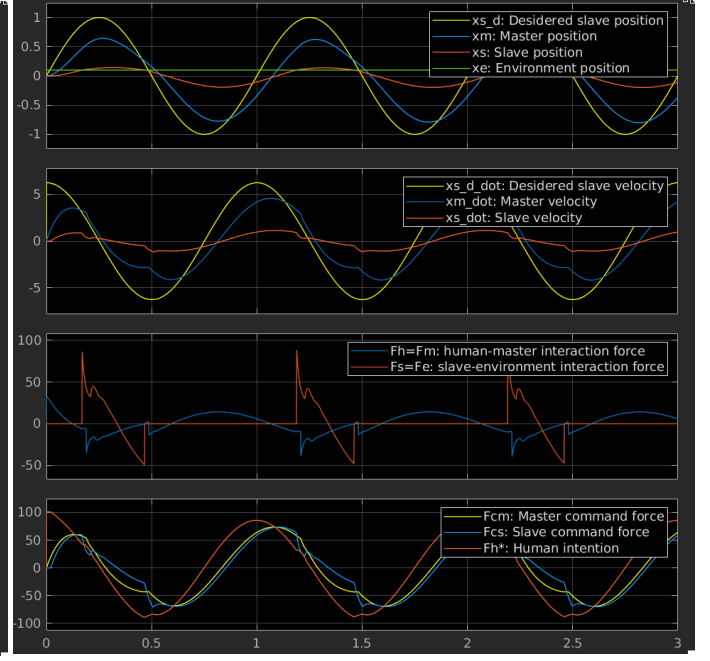 1
0.5
0
-0.5
-1
xs_d: Desidered slave position
xm: Master position
xs: Slave position
xe: Environment position
5
0
-5
xs_d_dot: Desidered slave velocity
xm_dot: Master velocity
xs_dot: Slave velocity
100
50
0
-50
Fh=Fm: human-master interaction force
Fs=Fe: slave-environment interaction force
100
50
0
-50
-100
Fcm: Master command force
Fcs: Slave command force
Fh*: Human intention
0 0.5 1 1.5 2 2.5 3